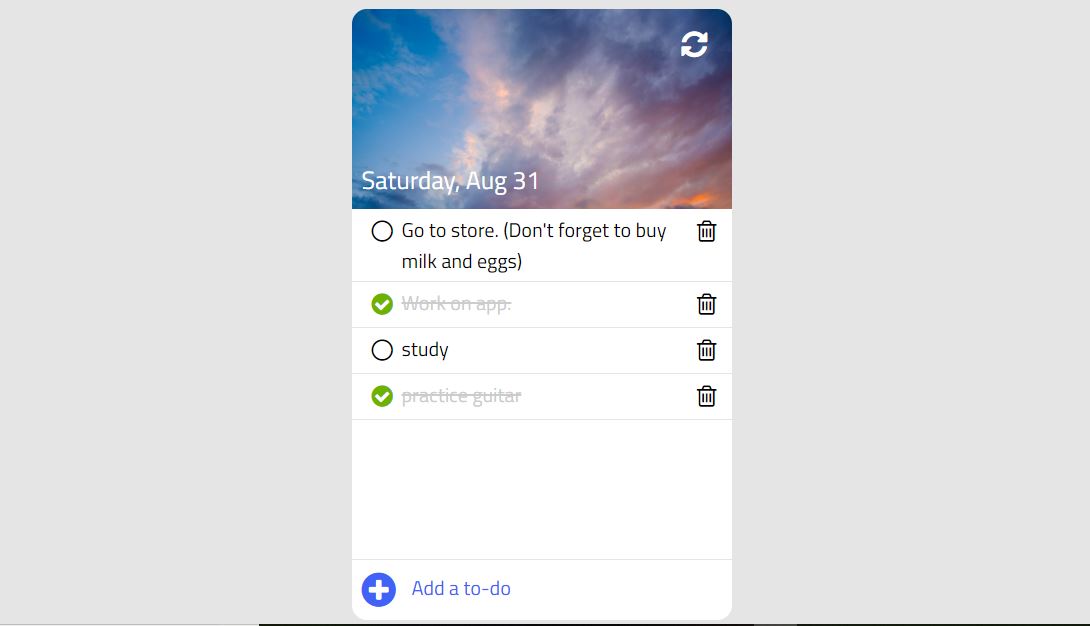 Saturday, Aug 31
Go to store. (Don't forget to buy
milk and eggs)
Work on app.
study
practice guitar
Add a to-do